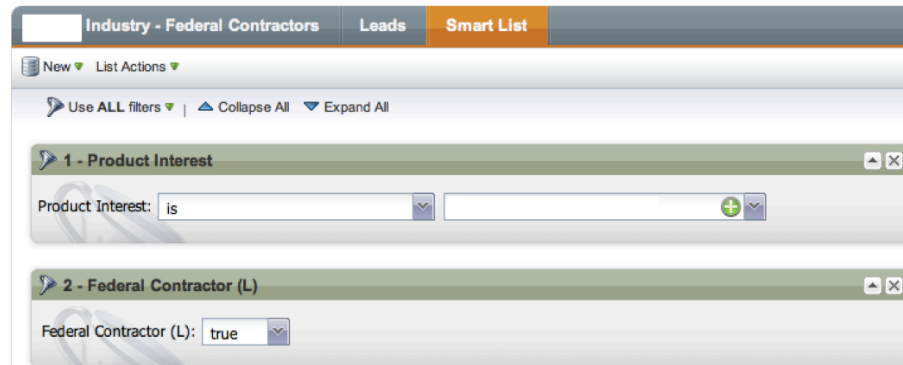 Industry - Federal Contractors Leads Smart List
New List Actions
Use ALL filters | Collapse All Expand All
1 - Product Interest
Product Interest: is
2 - Federal Contractor (L)
Federal Contractor (L): true